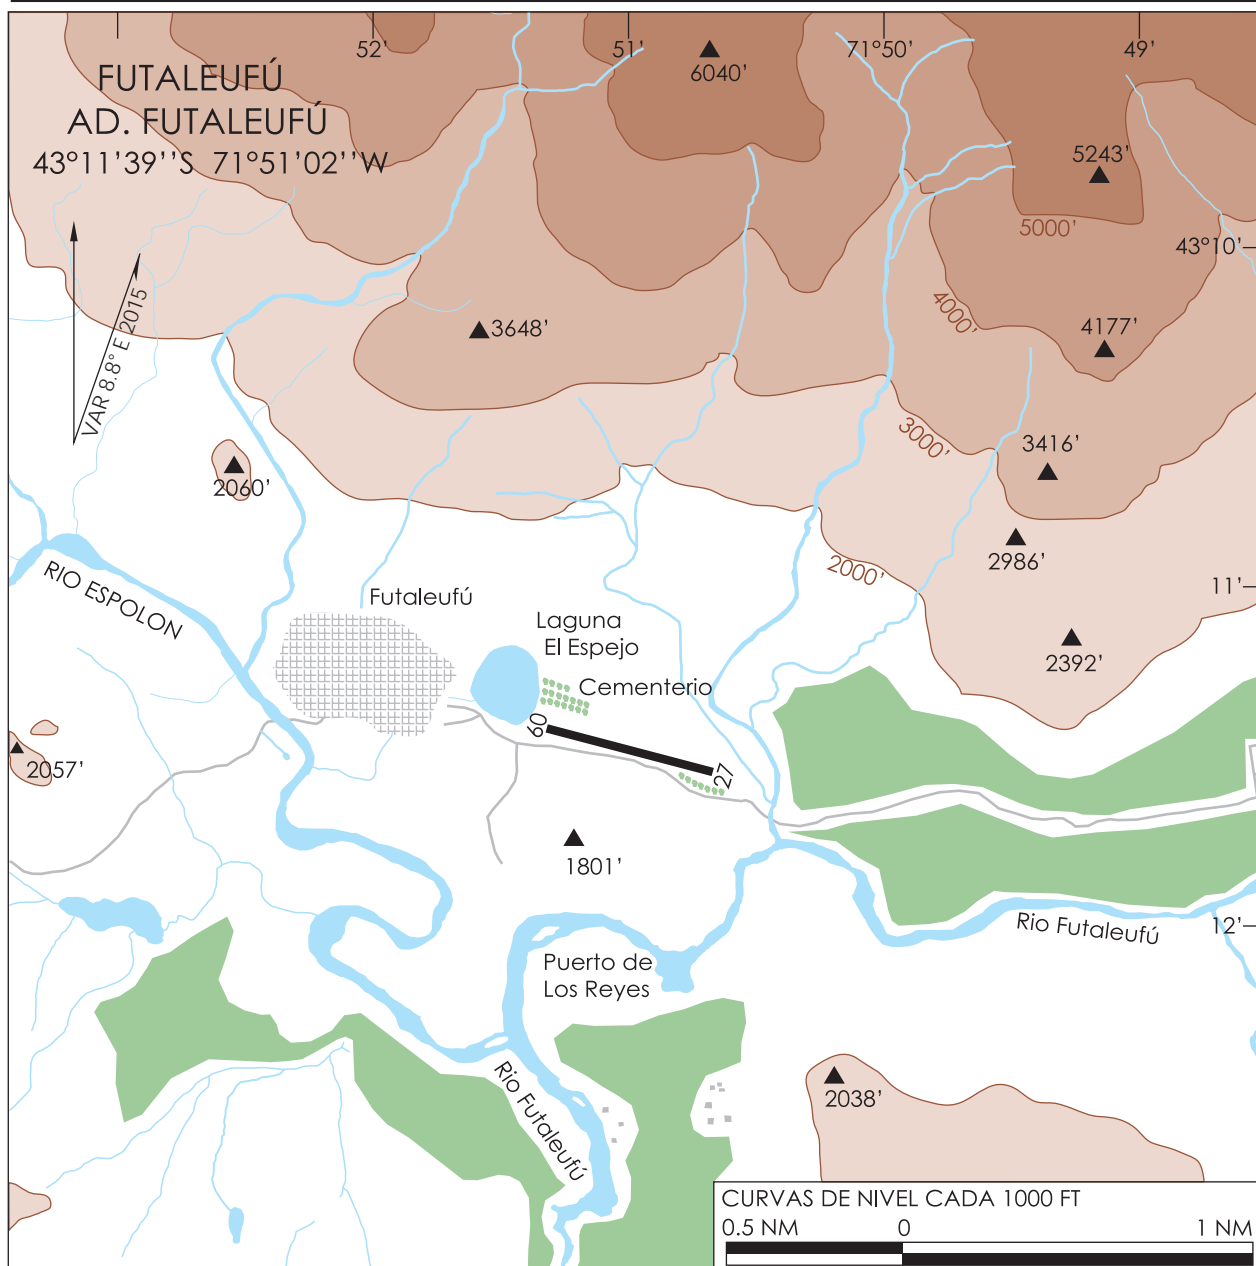 52'
51'
71°50'
49'
FUTALEUFÚ
AD. FUTALEUFÚ
43°11'39''S 71°51'02''W
6040'
5243'
5000'
43°10'
VAR 8.8° E 2015
4000'
3648'
4177'
3000'
3416'
2060'
2986'
2000'
RIO ESPOLON
Futaleufú
11'
Laguna
El Espejo
2392'
Cementerio
09
27
2057'
1801'
Rio Futaleufú
12'
Puerto de
Los Reyes
Rio Futaleufú
2038'
CURVAS DE NIVEL CADA 1000 FT
0.5 NM 0 1 NM